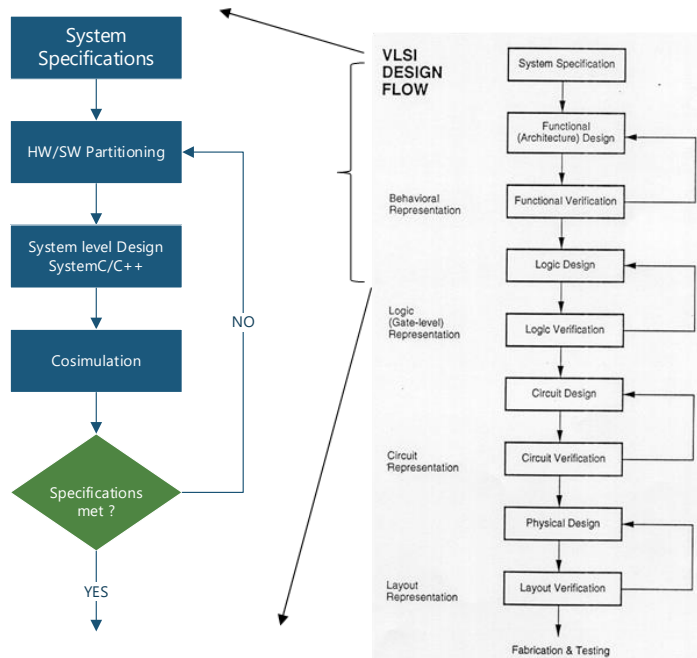 System
Specifications
HW/SW Partitioning
System level Design
SystemC/C++
Cosimulation
NO
Specifications
met ?
YES
VLSI
DESIGN
FLOW
System Specification
Functional
(Architecture) Design
Behavioral
Representation
Functional Verification
Logic Design
Logic
(Gate-level)
Representation
Logic Verification
Circuit Design
Circuit
Representation
Circuit Verification
Physical Design
Layout
Representation
Layout Verification
Fabrication & Testing